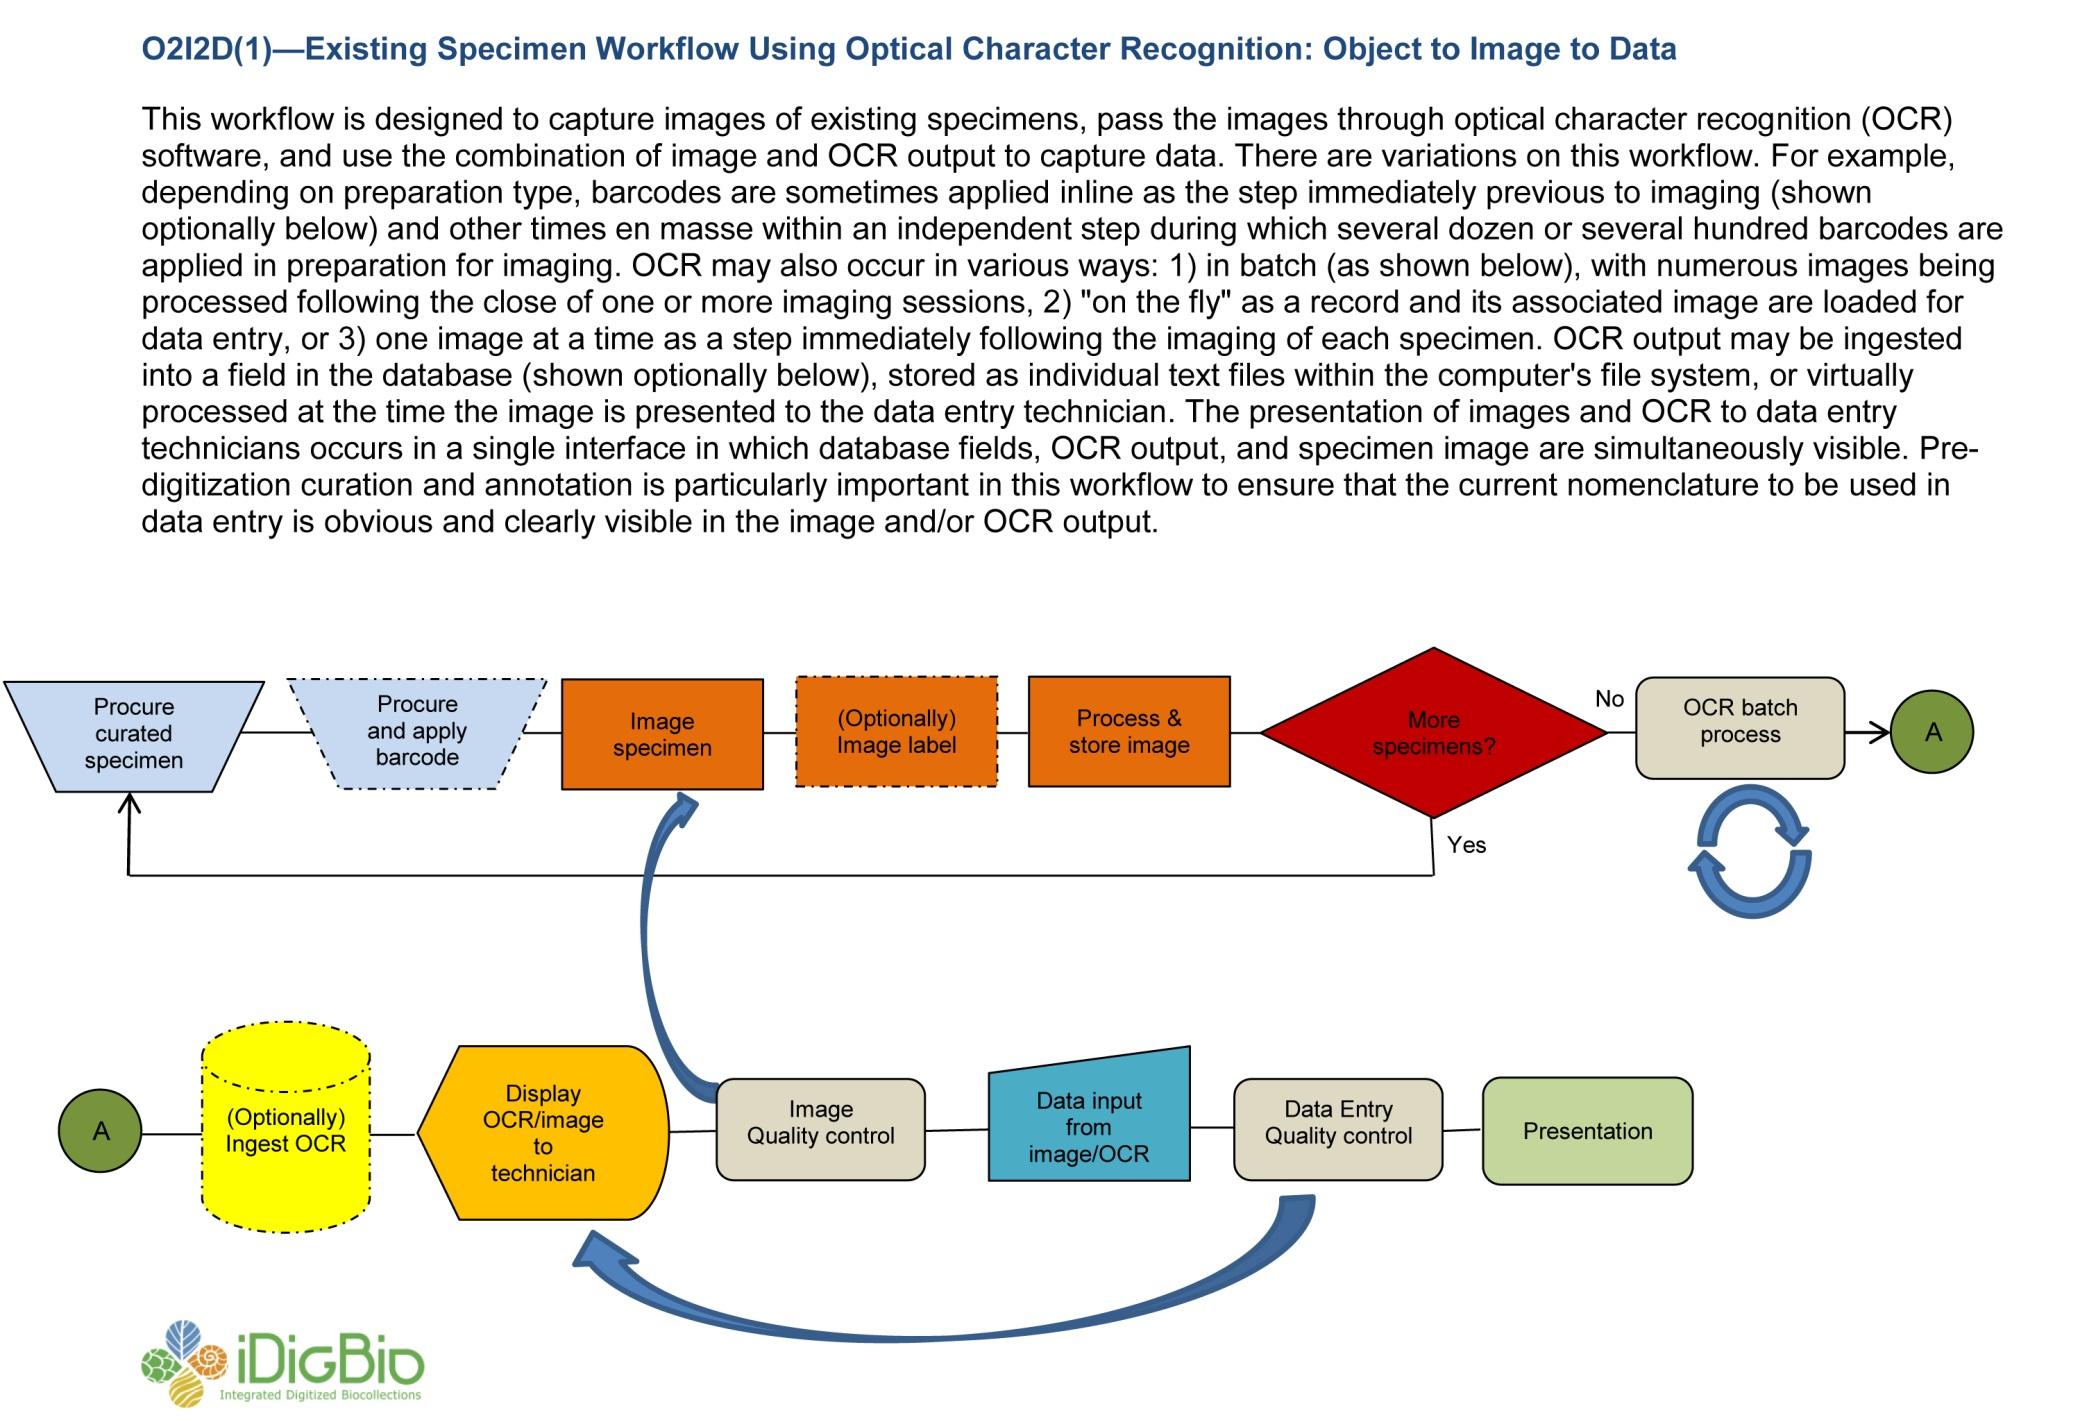 O2I2D(1)—Existing Specimen Workflow Using Optical Character Recognition: Object to Image to Data
This workflow is designed to capture images of existing specimens, pass the images through optical character recognition (OCR)
software, and use the combination of image and OCR output to capture data. There are variations on this workflow. For example,
depending on preparation type, barcodes are sometimes applied inline as the step immediately previous to imaging (shown
optionally below) and other times en masse within an independent step during which several dozen or several hundred barcodes are
applied in preparation for imaging. OCR may also occur in various ways: 1) in batch (as shown below), with numerous images being
processed following the close of one or more imaging sessions, 2) "on the fly" as a record and its associated image are loaded for
data entry, or 3) one image at a time as a step immediately following the imaging of each specimen. OCR output may be ingested
into a field in the database (shown optionally below), stored as individual text files within the computer's file system, or virtually
processed at the time the image is presented to the data entry technician. The presentation of images and OCR to data entry
technicians occurs in a single interface in which database fields, OCR output, and specimen image are simultaneously visible. Pre-
digitization curation and annotation is particularly important in this workflow to ensure that the current nomenclature to be used in
data entry is obvious and clearly visible in the image and/or OCR output.
Procure
curated
specimen
Procure
and apply
barcode
Image
specimen
(Optionally)
Image label
Process &
store image
More
specimens?
No
Yes
OCR batch
process
A
A
(Optionally)
Ingest OCR
Display
OCR/image
to
technician
Image
Quality control
Data input
from
image/OCR
Data Entry
Quality control
Presentation
iDigBio
Integrated Digitized Biocollections